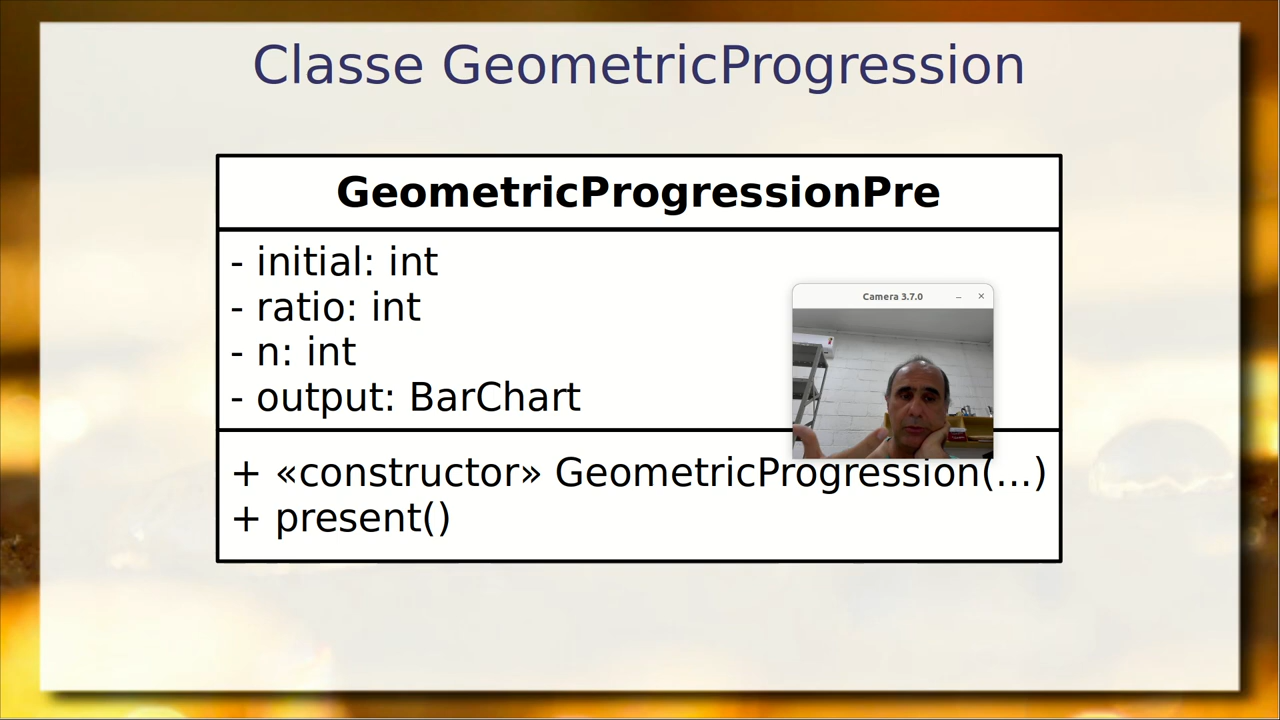 Classe GeometricProgression
GeometricProgressionPre
- initial: int
- ratio: int
- n: int
- output: BarChart
Camera 3.7.0
+ «constructor» GeometricProgression(...)
+ present()